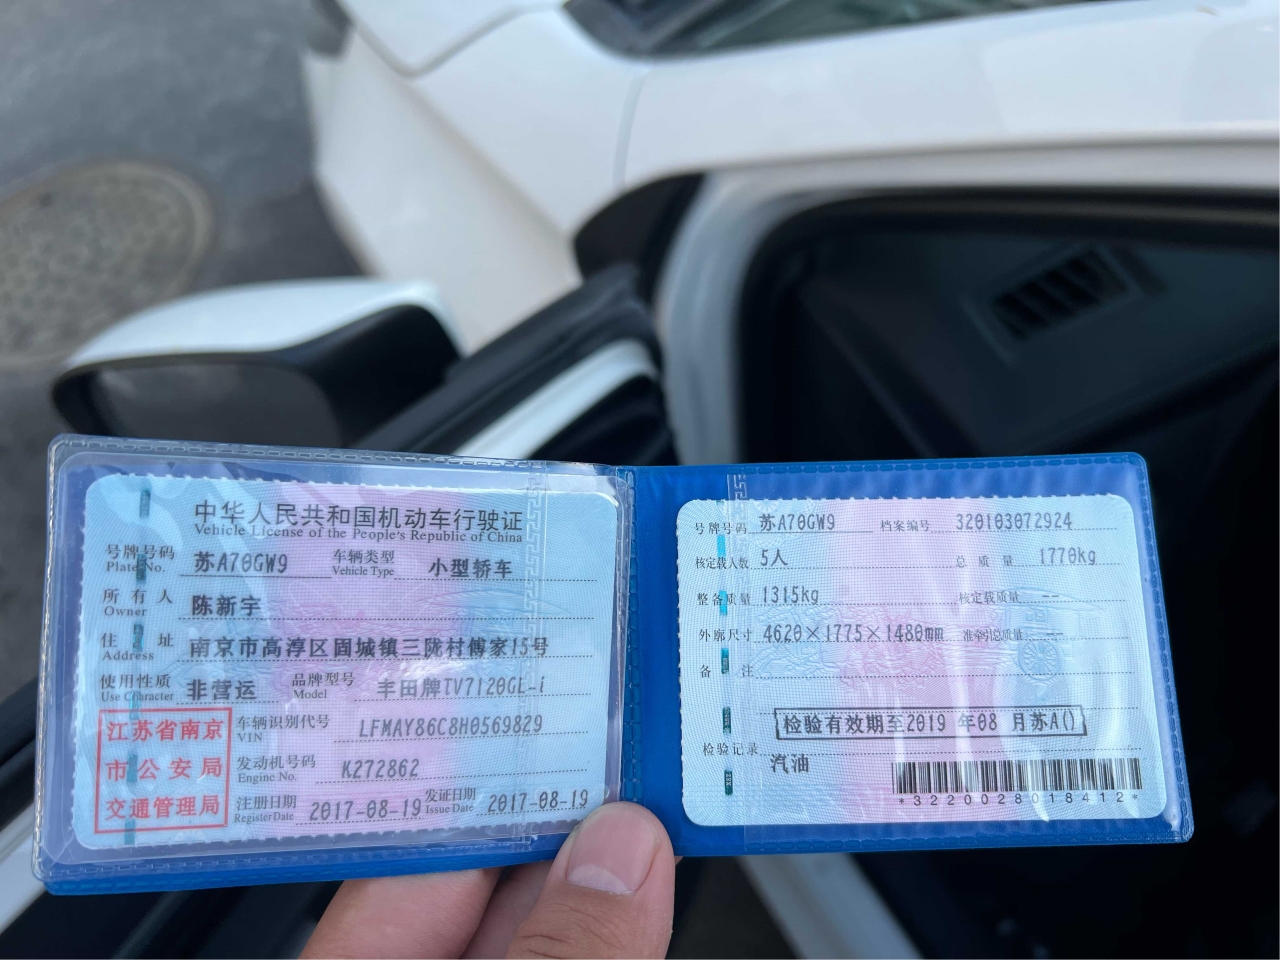 中华人民共和国机动车行驶证
Vehicle License of the People's Republic of China
号牌号码 苏A70GW9 车辆类型 小型轿车
Plate No. Vehicle Type
所有人 陈新宇
Owner
住址 南京市高淳区固城镇三陇村傅家15号
Address
使用性质 非营运 品牌型号 丰田牌TV7120GL-i
Use Character Model
江苏省南京
市公安局
交通管理局
车辆识别代号 LFMAY86C8H0569829
VIN
发动机号码 K272862
Engine No.
注册日期 2017-08-19 发证日期 2017-08-19
Register Date Issue Date
号牌号码 苏A70GW9 档案编号 320103072924
核定载人数 5人 总质量 1770kg
整备质量 1315kg 核定载质量 --
外廓尺寸 4620×1775×1480mm 准牵引总质量 --
备注
检验有效期至2019 年08 月苏A()
检验记录
汽油
*3220028018412*